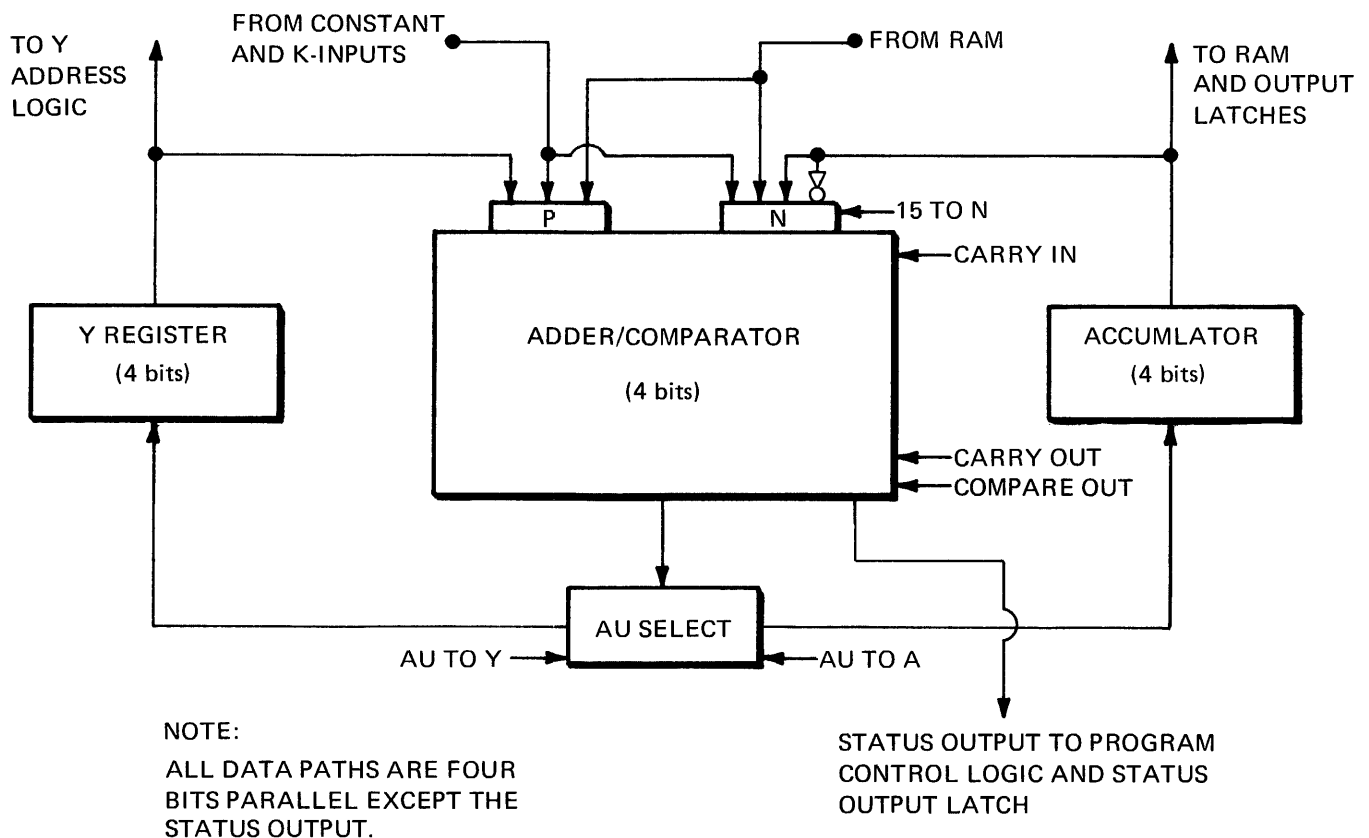 TO Y
ADDRESS
LOGIC
FROM CONSTANT
AND K-INPUTS
FROM RAM
TO RAM
AND OUTPUT
LATCHES
P
N
15 TO N
CARRY IN
Y REGISTER
(4 bits)
ADDER/COMPARATOR
(4 bits)
ACCUMLATOR
(4 bits)
CARRY OUT
COMPARE OUT
AU SELECT
AU TO Y
AU TO A
NOTE:
ALL DATA PATHS ARE FOUR
BITS PARALLEL EXCEPT THE
STATUS OUTPUT.
STATUS OUTPUT TO PROGRAM
CONTROL LOGIC AND STATUS
OUTPUT LATCH